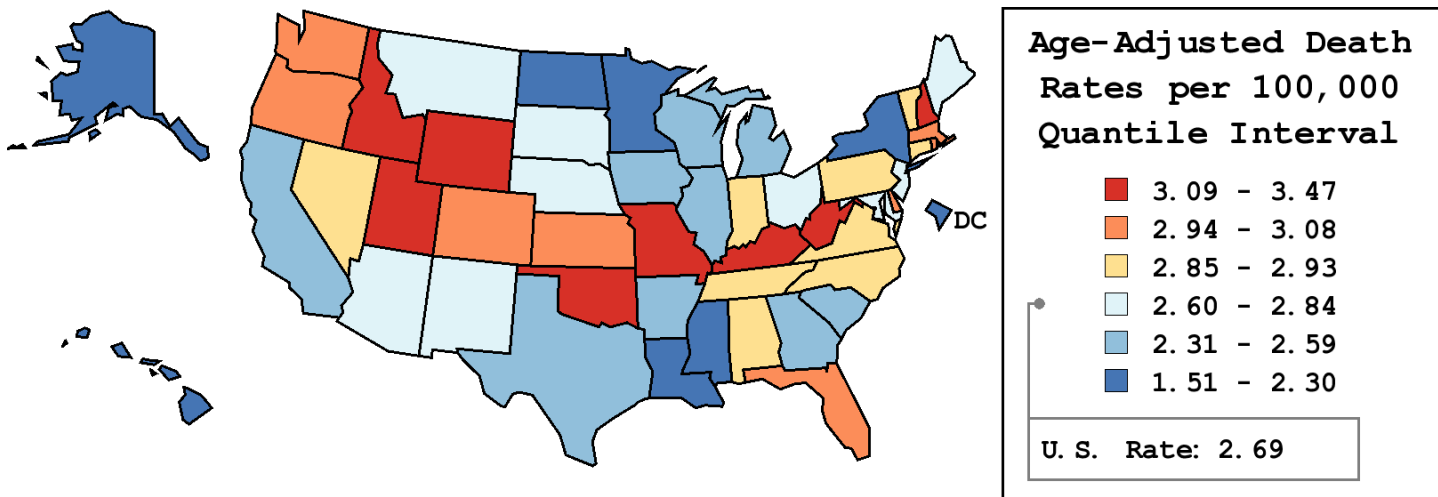 Age-Adjusted Death
Rates per 100,000
Quantile Interval
3.09 - 3.47
2.94 - 3.08
2.85 - 2.93
2.60 - 2.84
2.31 - 2.59
1.51 - 2.30
DC
U.S. Rate: 2.69